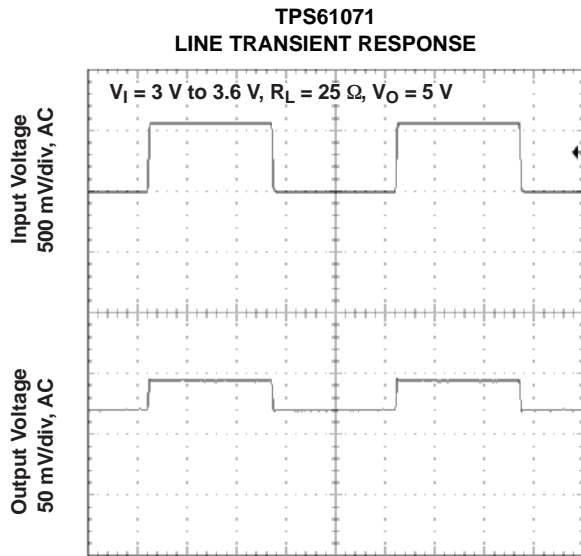 TPS61071
LINE TRANSIENT RESPONSE
V_I = 3 V to 3.6 V, R_L = 25 Ω, V_O = 5 V
Input Voltage
500 mV/div, AC
Output Voltage
50 mV/div, AC